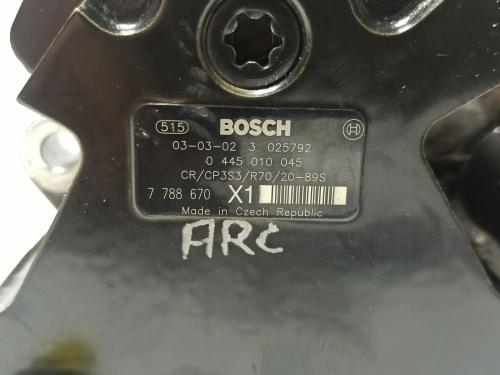 515 BOSCH
03-03-02 3 025792
0 445 010 045
CR/CP3S3/R70/20-89S
7 788 670 X1
Made in Czech Republic
ARC